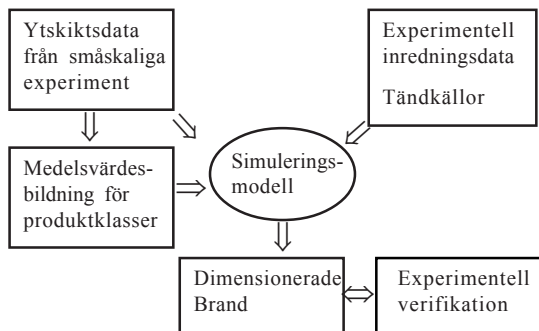 Ytskiktsdata
från småskaliga
experiment
Experimentell
inredningsdata
Tändkällor
Medelsvärdes-
bildning för
produktklasser
Simulerings-
modell
Dimensionerade
Brand
Experimentell
verifikation